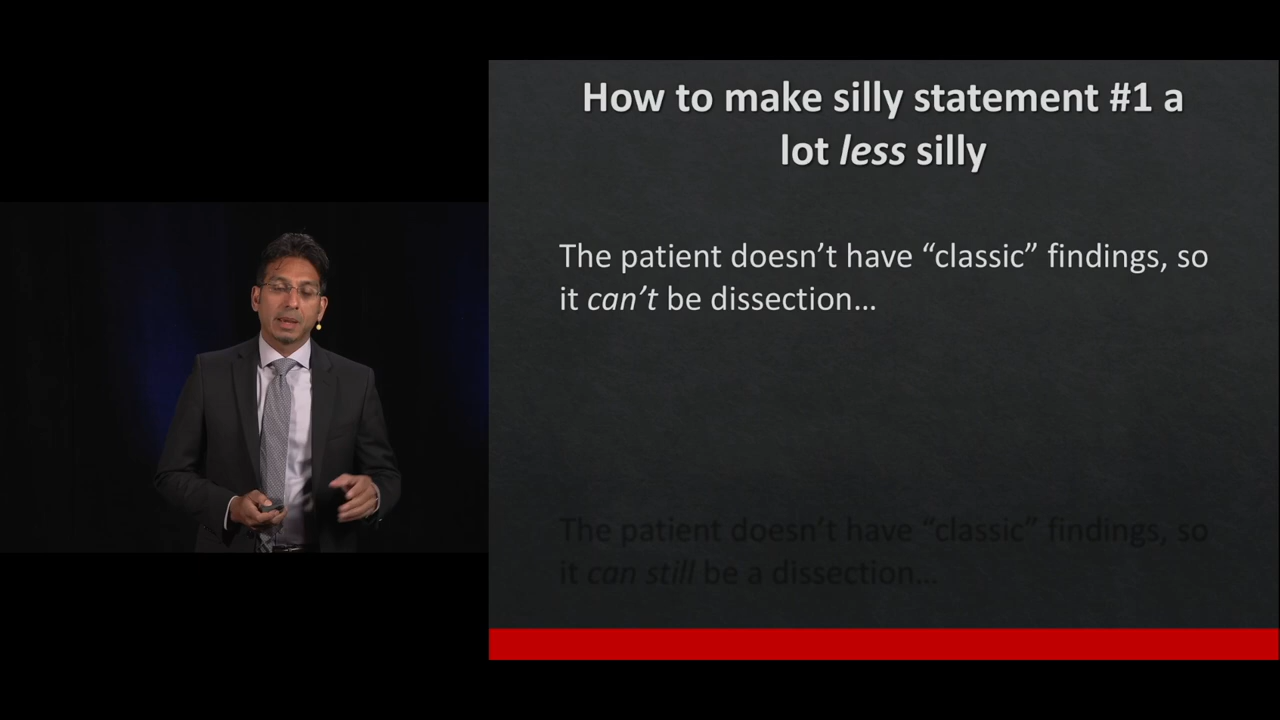 How to make silly statement #1 a
lot less silly
The patient doesn’t have “classic” findings, so
it can’t be dissection…
The patient doesn’t have “classic” findings, so
it can still be a dissection…